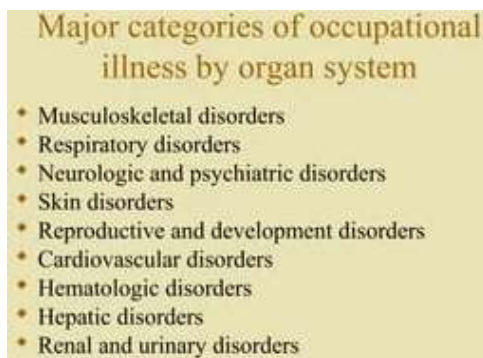 Major categories of occupational
illness by organ system
Musculoskeletal disorders
Respiratory disorders
Neurologic and psychiatric disorders
Skin disorders
Reproductive and development disorders
Cardiovascular disorders
Hematologic disorders
Hepatic disorders
Renal and urinary disorders